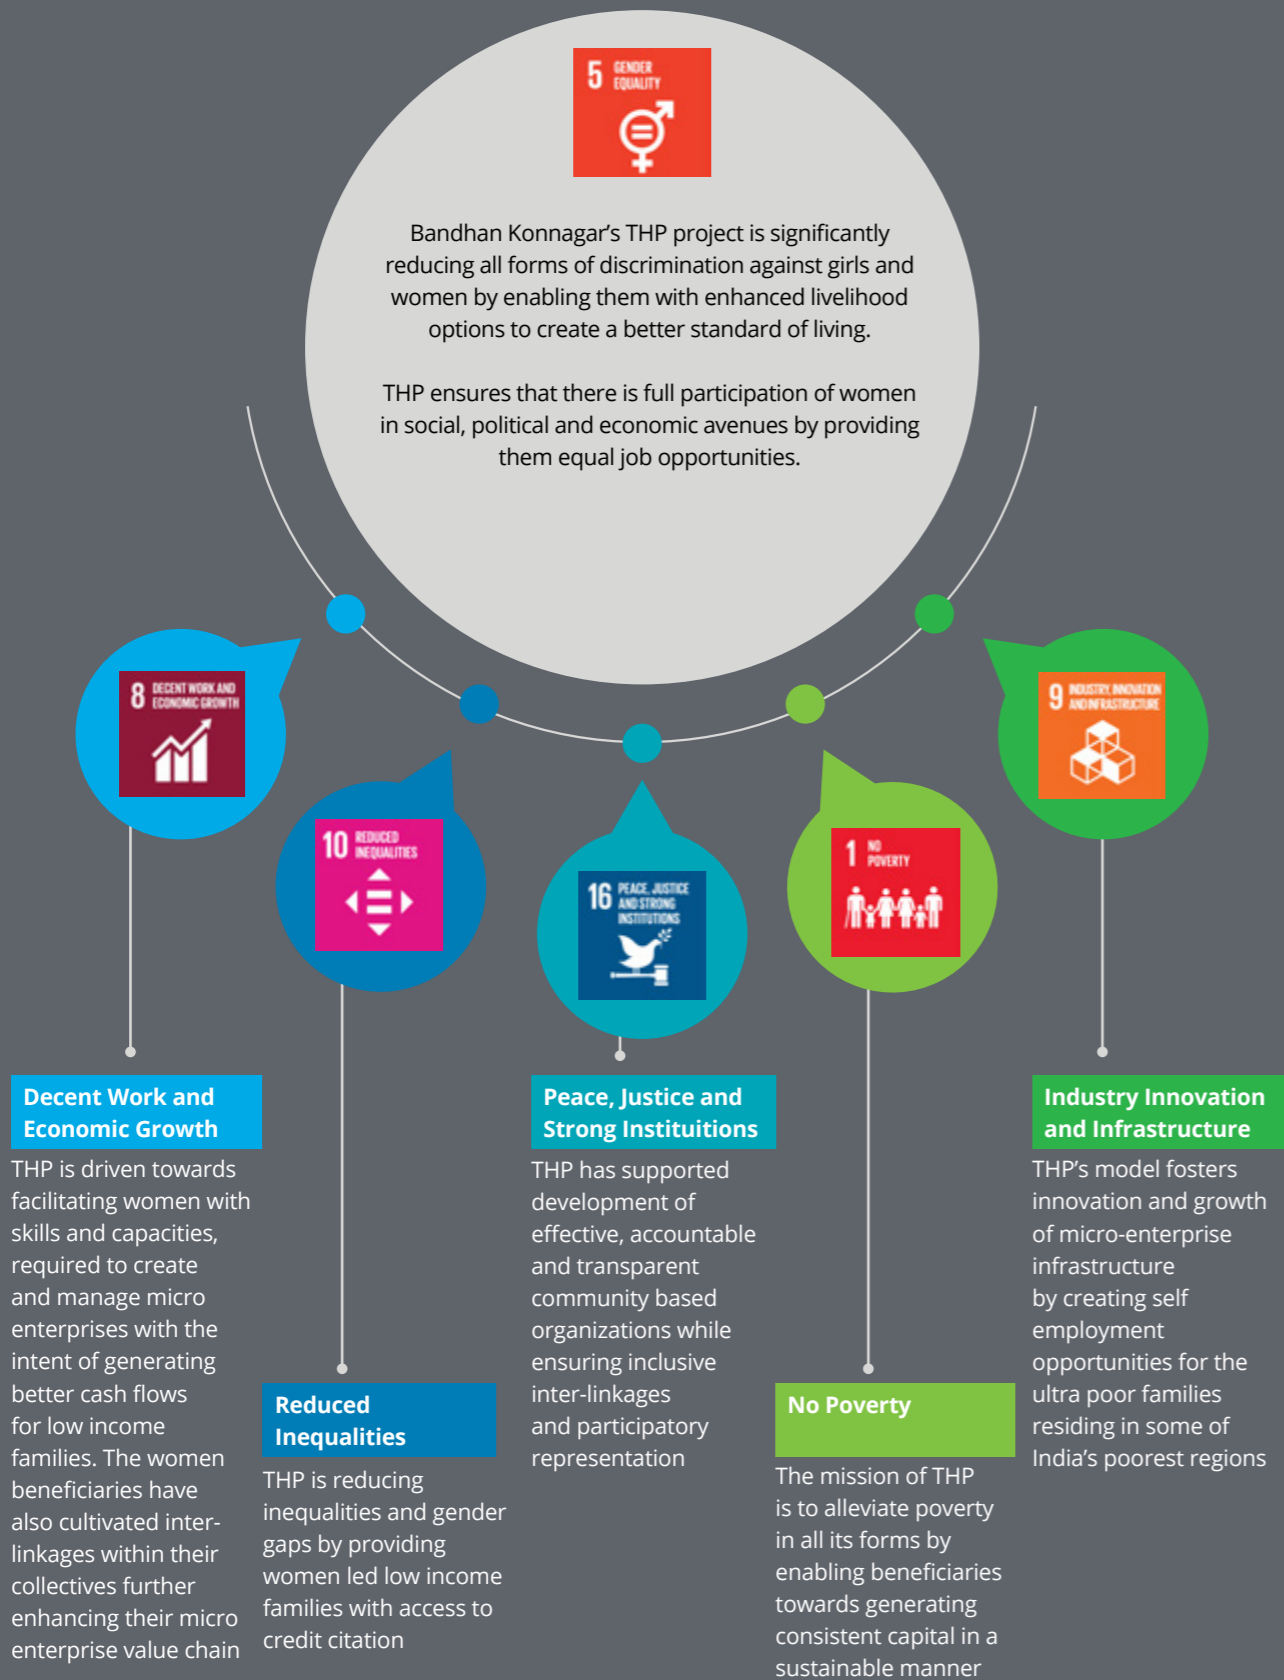 5 GENDER
EQUALITY
Bandhan Konnagar’s THP project is significantly
reducing all forms of discrimination against girls and
women by enabling them with enhanced livelihood
options to create a better standard of living.
THP ensures that there is full participation of women
in social, political and economic avenues by providing
them equal job opportunities.
8 DECENT WORK AND
ECONOMIC GROWTH
10 REDUCED
INEQUALITIES
16 PEACE, JUSTICE
AND STRONG
INSTITUTIONS
1 NO
POVERTY
9 INDUSTRY, INNOVATION
AND INFRASTRUCTURE
Decent Work and
Economic Growth
THP is driven towards
facilitating women with
skills and capacities,
required to create
and manage micro
enterprises with the
intent of generating
better cash flows
for low income
families. The women
beneficiaries have
also cultivated inter-
linkages within their
collectives further
enhancing their micro
enterprise value chain
Reduced
Inequalities
THP is reducing
inequalities and gender
gaps by providing
women led low income
families with access to
credit citation
Peace, Justice and
Strong Instituitions
THP has supported
development of
effective, accountable
and transparent
community based
organizations while
ensuring inclusive
inter-linkages
and participatory
representation
No Poverty
The mission of THP
is to alleviate poverty
in all its forms by
enabling beneficiaries
towards generating
consistent capital in a
sustainable manner
Industry Innovation
and Infrastructure
THP’s model fosters
innovation and growth
of micro-enterprise
infrastructure
by creating self
employment
opportunities for the
ultra poor families
residing in some of
India’s poorest regions